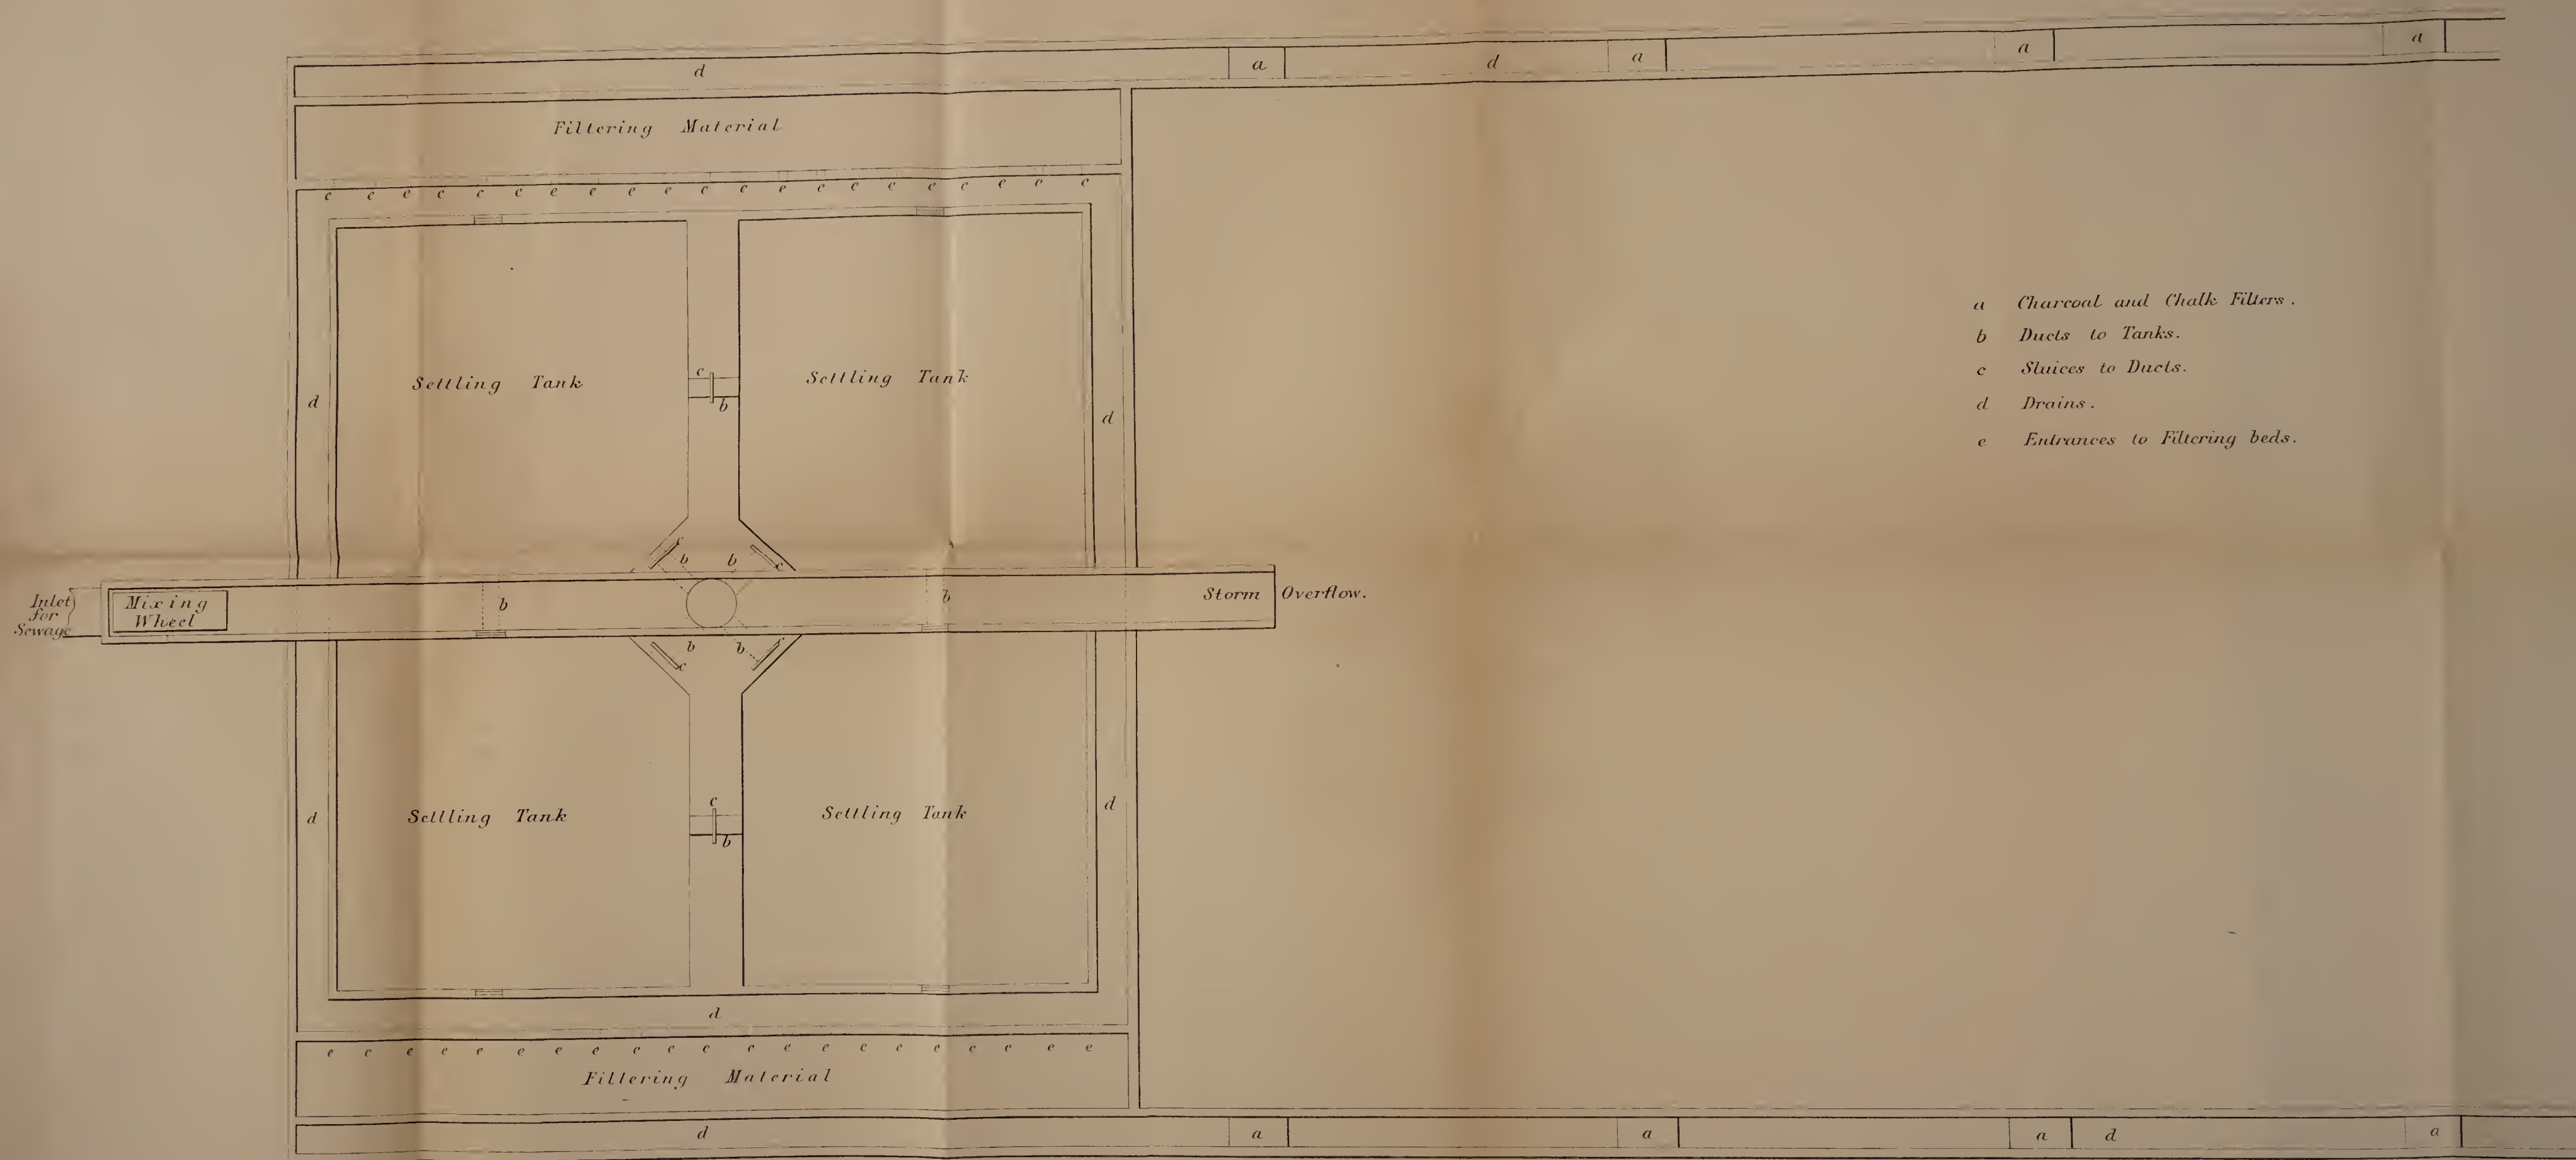 d a d a a a
Filtering Material
e e e e e e e e e e e e e e e e e e e e e
Settling Tank
Settling Tank
c
b
d
d
a Charcoal and Chalk Filters.
b Ducts to Tanks.
c Sluices to Ducts.
d Drains.
e Entrances to Filtering beds.
c b b c
Inlet
for
Sewage
Mixing
Wheel
b
b
Storm Overflow.
c b b c
Settling Tank
Settling Tank
c
b
d
d
d
e e e e e e e e e e e e e e e e e e e e e
Filtering Material
d a a a d a